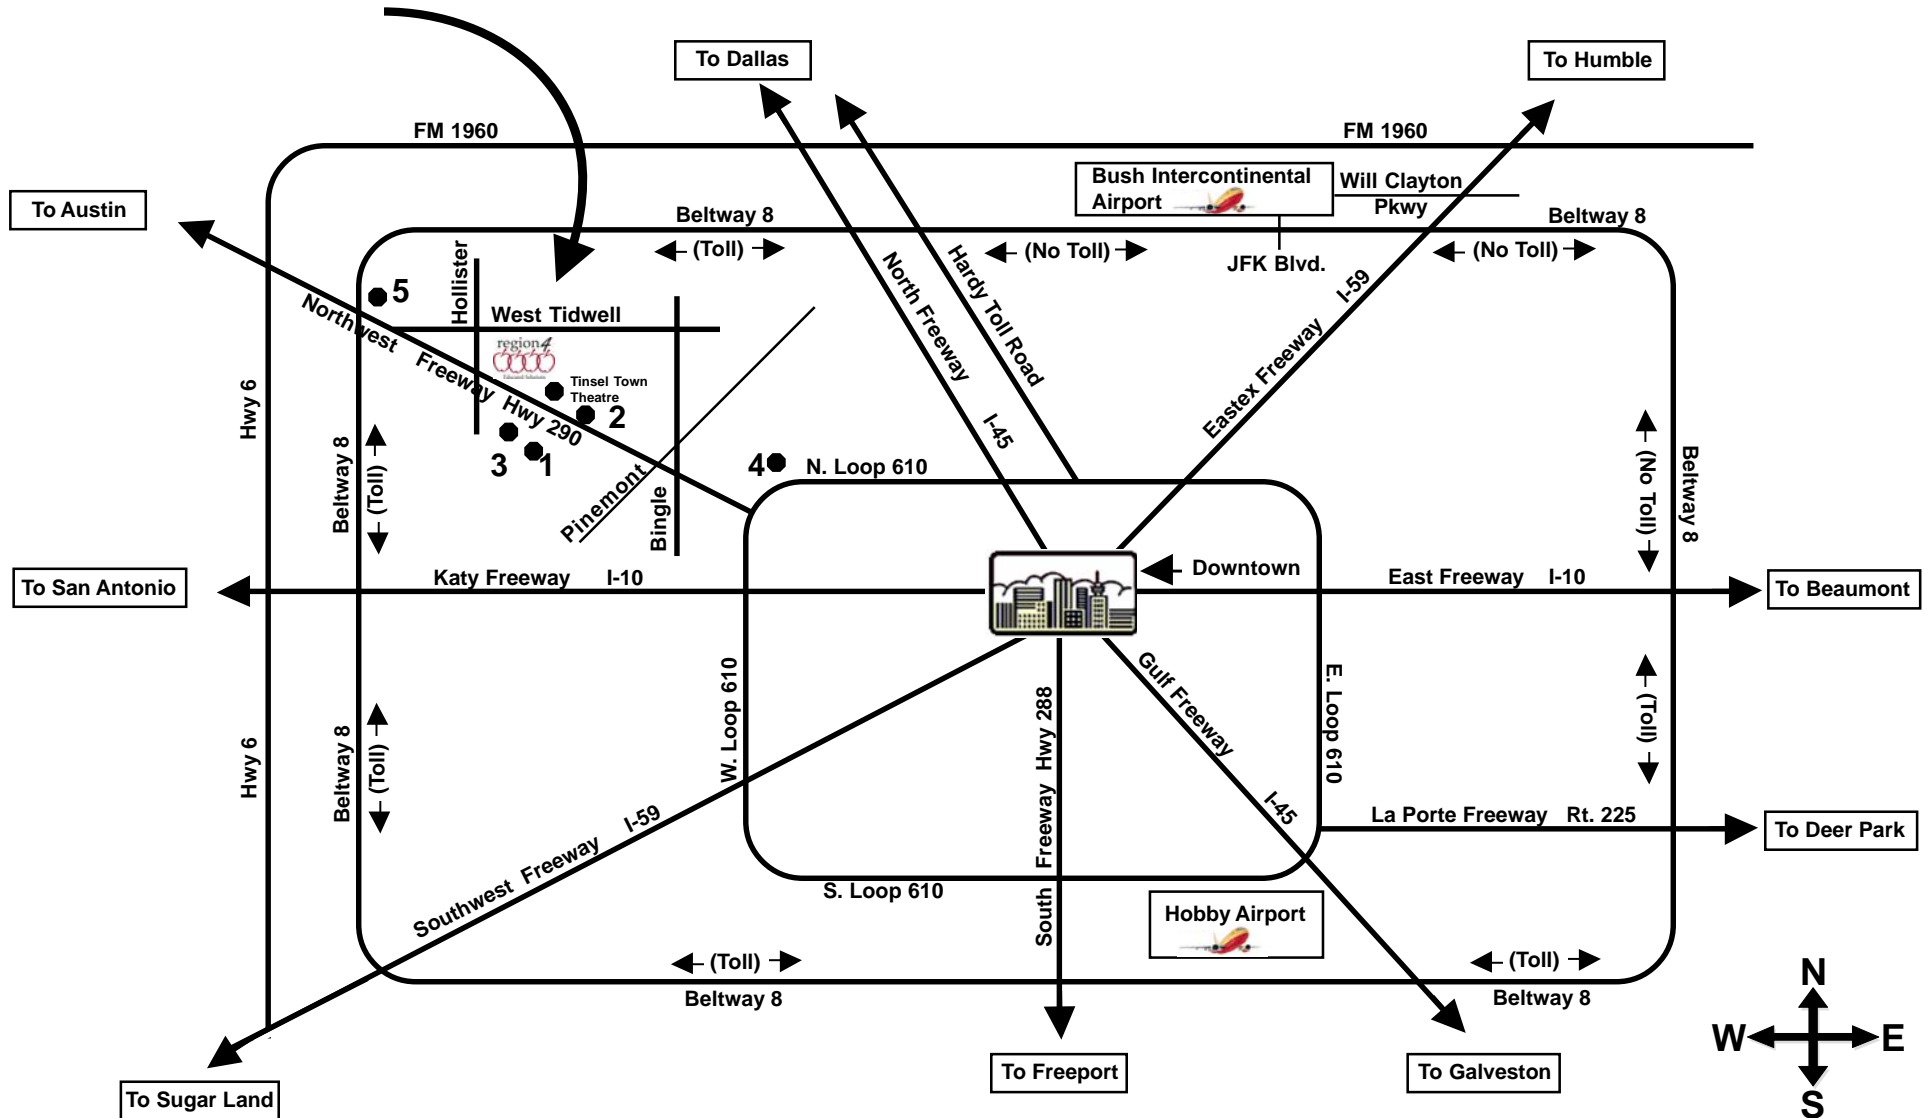 To Dallas
To Humble
FM 1960
FM 1960
Bush Intercontinental
Airport
Will Clayton
Pkwy
To Austin
Beltway 8
Beltway 8
(Toll)
(No Toll)
(No Toll)
JFK Blvd.
Hollister
5
West Tidwell
region4
Tinsel Town
Theatre
2
3
1
4
Northwest Freeway Hwy 290
Pinemont
Bingle
North Freeway I-45
Hardy Toll Road
Eastex Freeway I-59
N. Loop 610
Hwy 6
Beltway 8
(Toll)
(No Toll)
Beltway 8
To San Antonio
Katy Freeway I-10
Downtown
East Freeway I-10
To Beaumont
Hwy 6
Beltway 8
(Toll)
W. Loop 610
E. Loop 610
(Toll)
Gulf Freeway I-45
South Freeway Hwy 288
Southwest Freeway I-59
La Porte Freeway Rt. 225
To Deer Park
S. Loop 610
Hobby Airport
(Toll)
Beltway 8
(Toll)
Beltway 8
N
W E
S
To Sugar Land
To Freeport
To Galveston